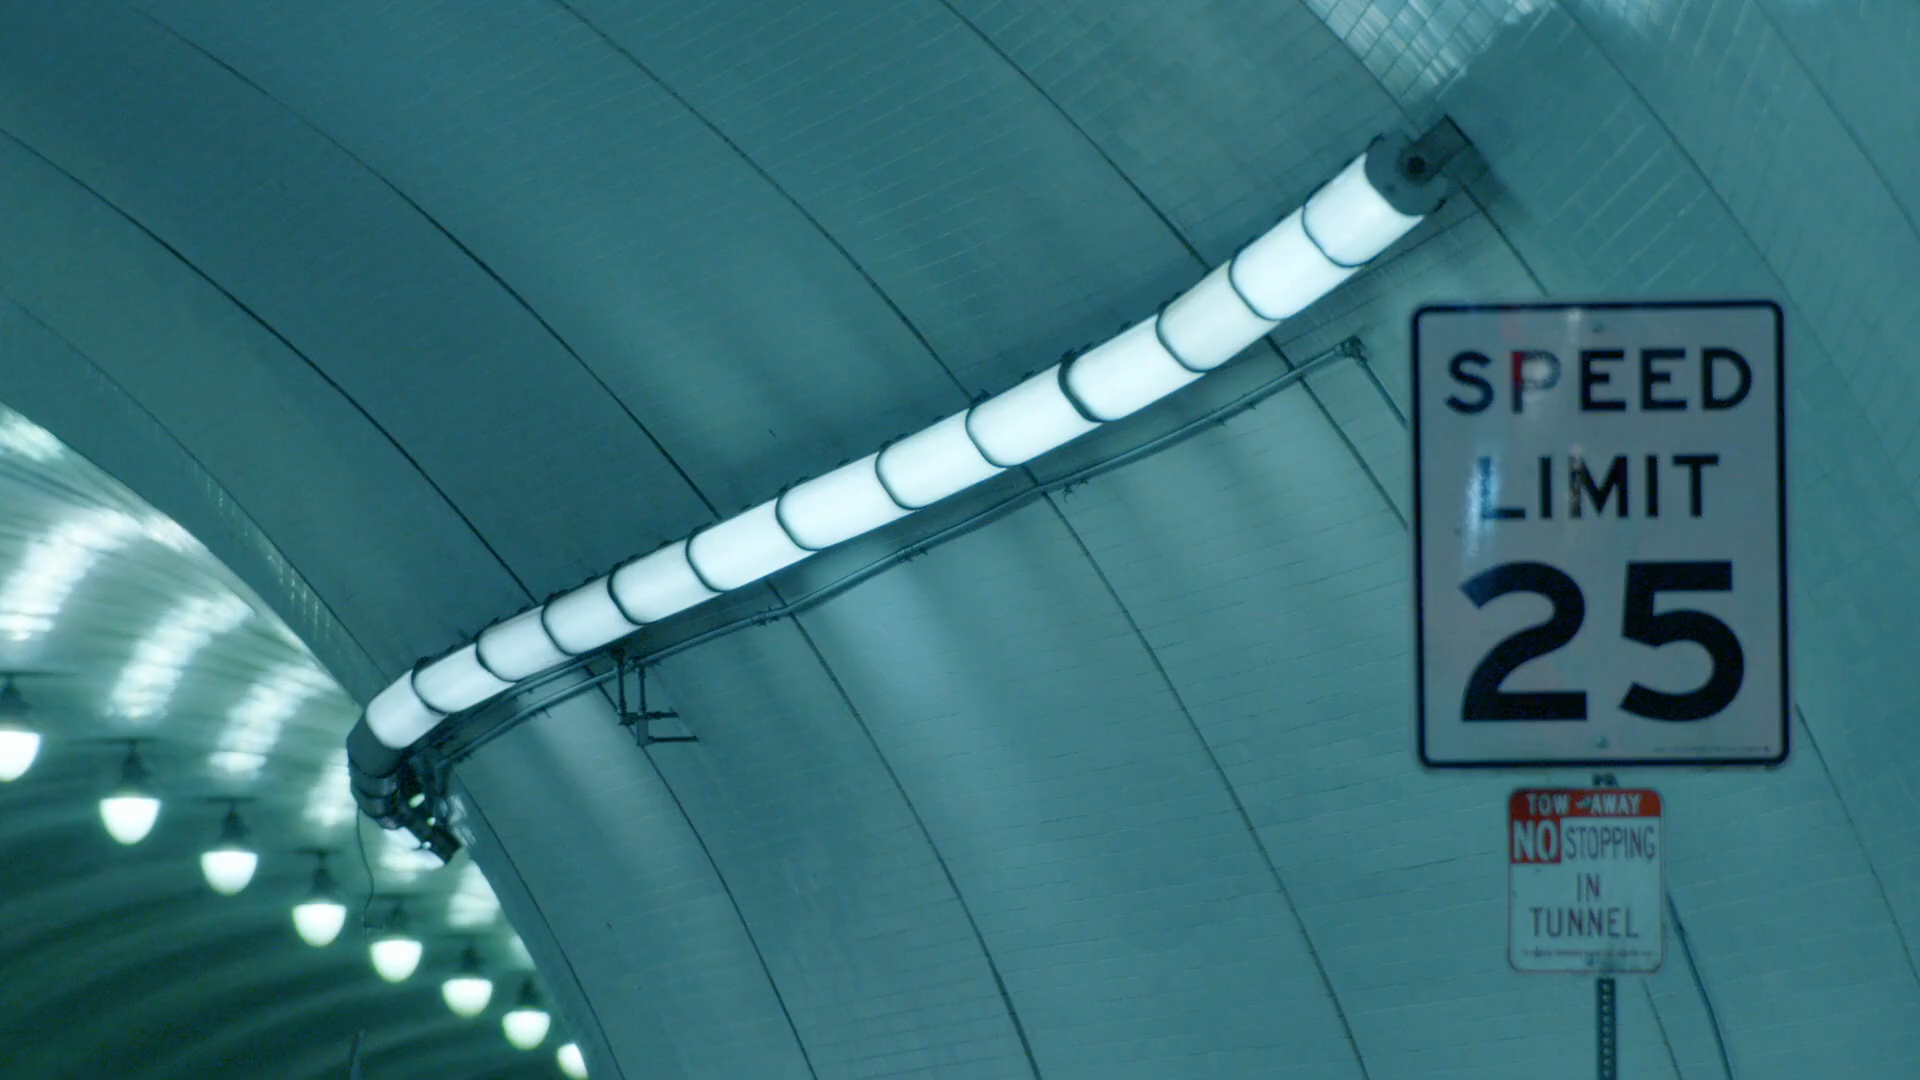 SPEED
LIMIT
25
TOW-AWAY
NO STOPPING
IN
TUNNEL